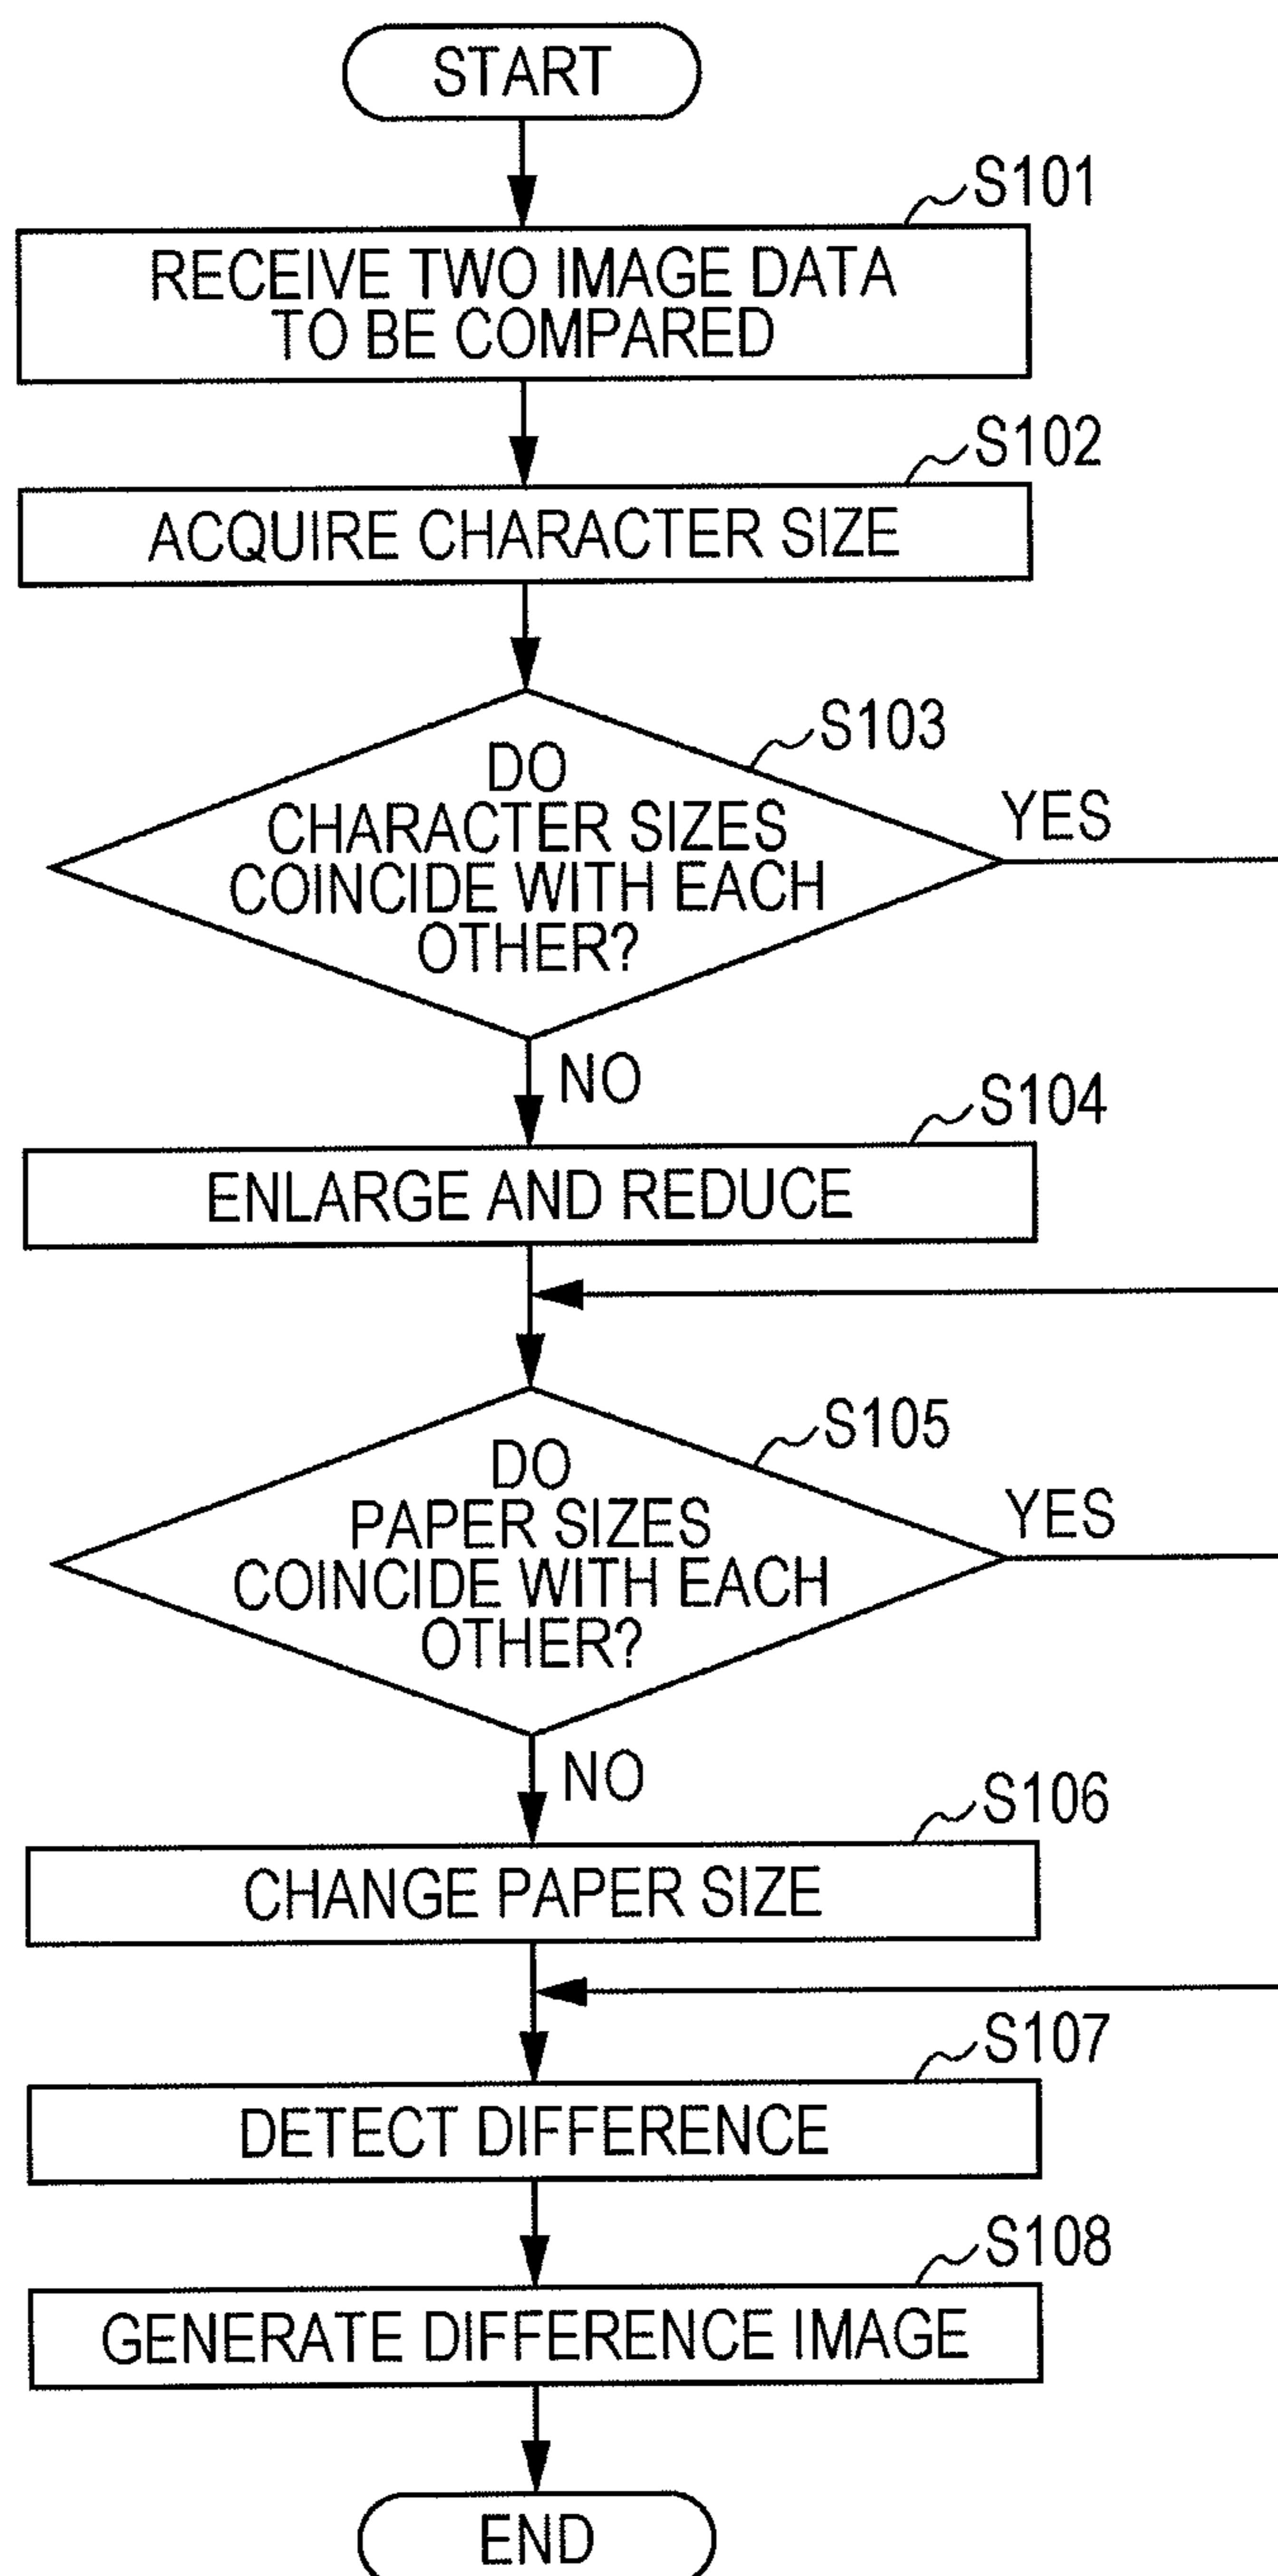 START
S101
RECEIVE TWO IMAGE DATA
TO BE COMPARED
S102
ACQUIRE CHARACTER SIZE
S103
DO
CHARACTER SIZES
COINCIDE WITH EACH
OTHER?
YES
NO
S104
ENLARGE AND REDUCE
S105
DO
PAPER SIZES
COINCIDE WITH EACH
OTHER?
YES
NO
S106
CHANGE PAPER SIZE
S107
DETECT DIFFERENCE
S108
GENERATE DIFFERENCE IMAGE
END